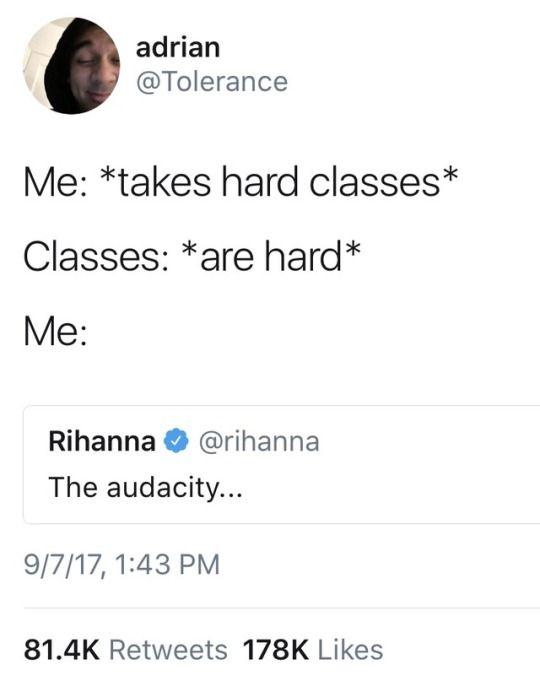 adrian
@Tolerance
Me: *takes hard classes*
Classes: *are hard*
Me:
Rihanna @rihanna
The audacity...
9/7/17, 1:43 PM
81.4K Retweets 178K Likes